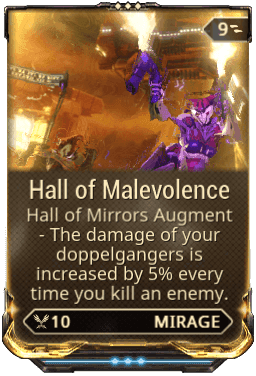 9
Hall of Malevolence
Hall of Mirrors Augment
- The damage of your
doppelgangers is
increased by 5% every
time you kill an enemy.
10 MIRAGE